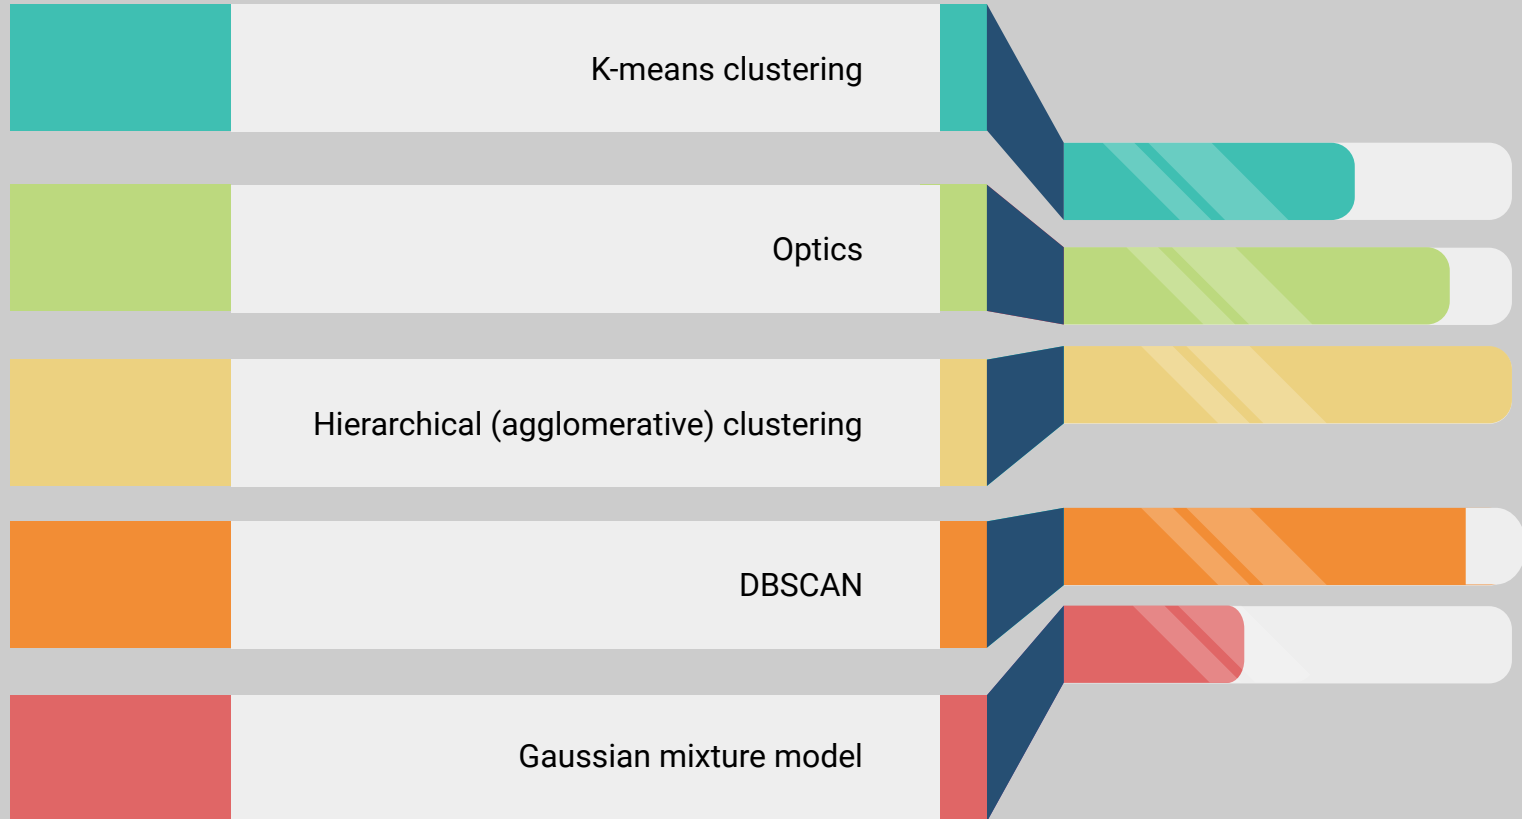 K-means clustering
Optics
Hierarchical (agglomerative) clustering
DBSCAN
Gaussian mixture model